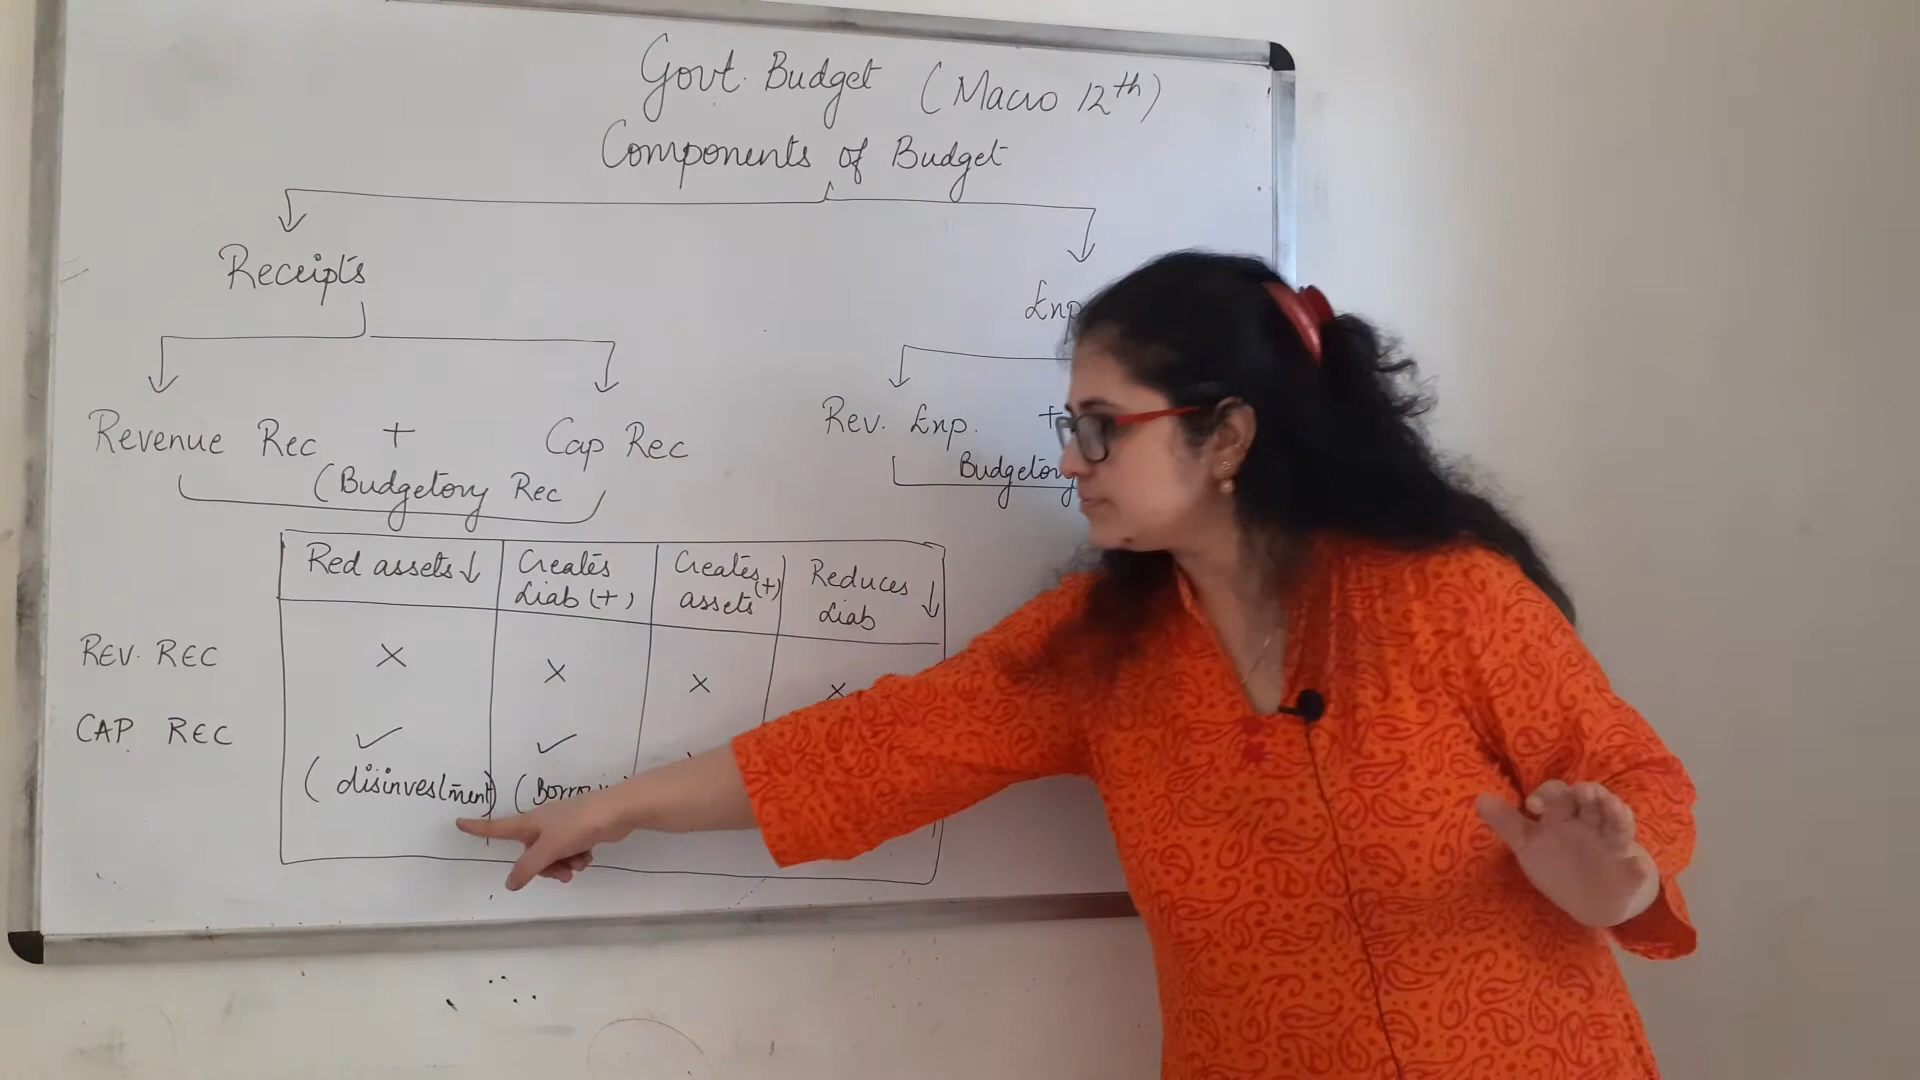 Govt. Budget (Macro 12th)
Components of Budget
Receipts
Revenue Rec + Cap Rec
(Budgetory Rec
Rev. Exp. +
Budgetory
Red assets ↓ Creates Liab (+) Creates (+) assets Reduces Liab ↓
REV. REC X X X X
CAP REC ✓ ✓
(disinvestment)